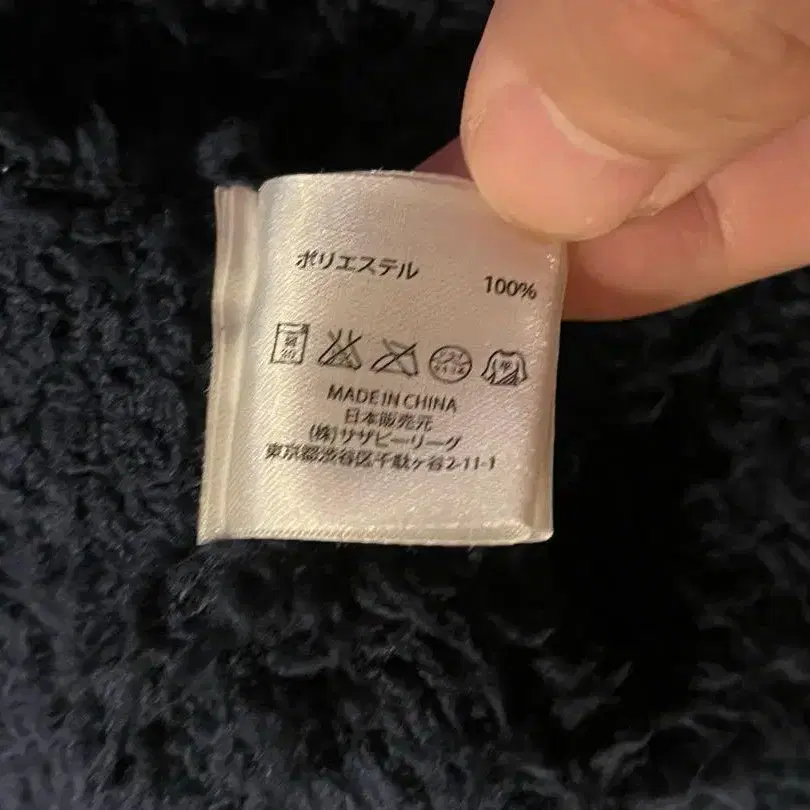 ポリエステル 100%
MADE IN CHINA
日本販売元
(株)サザビーリーグ
東京都渋谷区千駄ヶ谷2-11-1